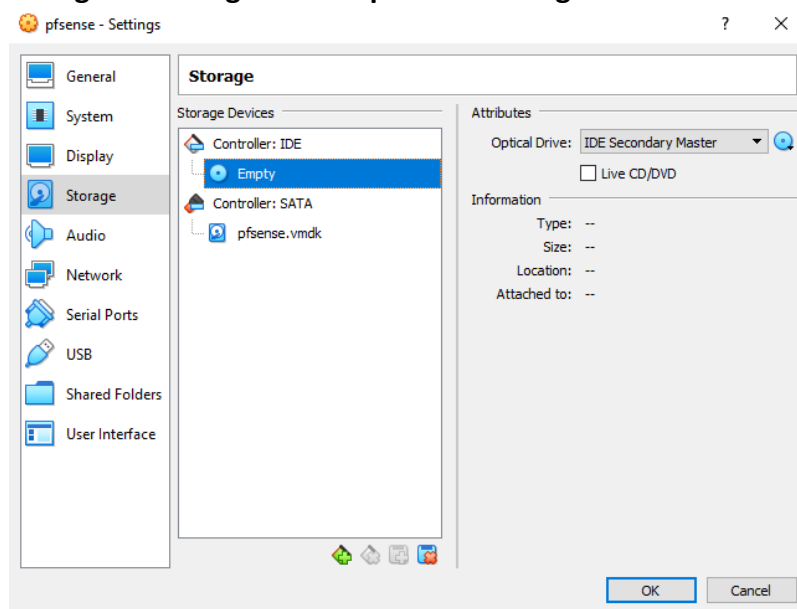 pfsense - Settings
? ×
General
System
Display
Storage
Audio
Network
Serial Ports
USB
Shared Folders
User Interface
Storage
Storage Devices
Controller: IDE
Empty
Controller: SATA
pfsense.vmdk
Attributes
Optical Drive: IDE Secondary Master
Live CD/DVD
Information
Type: --
Size: --
Location: --
Attached to: --
OK Cancel